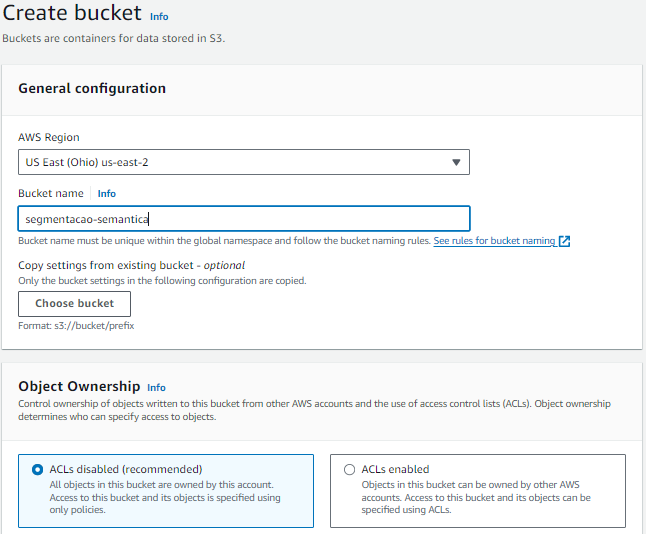 Create bucket Info
Buckets are containers for data stored in S3.
General configuration
AWS Region
US East (Ohio) us-east-2
Bucket name Info
segmentacao-semantica
Bucket name must be unique within the global namespace and follow the bucket naming rules. See rules for bucket naming
Copy settings from existing bucket - optional
Only the bucket settings in the following configuration are copied.
Choose bucket
Format: s3://bucket/prefix
Object Ownership Info
Control ownership of objects written to this bucket from other AWS accounts and the use of access control lists (ACLs). Object ownership
determines who can specify access to objects.
ACLs disabled (recommended)
All objects in this bucket are owned by this account.
Access to this bucket and its objects is specified using
only policies.
ACLs enabled
Objects in this bucket can be owned by other AWS
accounts. Access to this bucket and its objects can be
specified using ACLs.